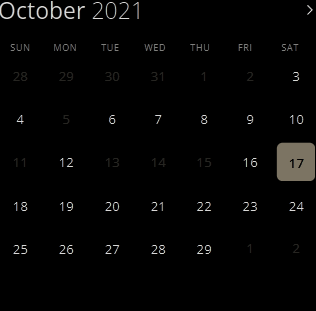 October 2021
SUN MON TUE WED THU FRI SAT
28 29 30 31 1 2 3
4 5 6 7 8 9 10
11 12 13 14 15 16 17
18 19 20 21 22 23 24
25 26 27 28 29 1 2